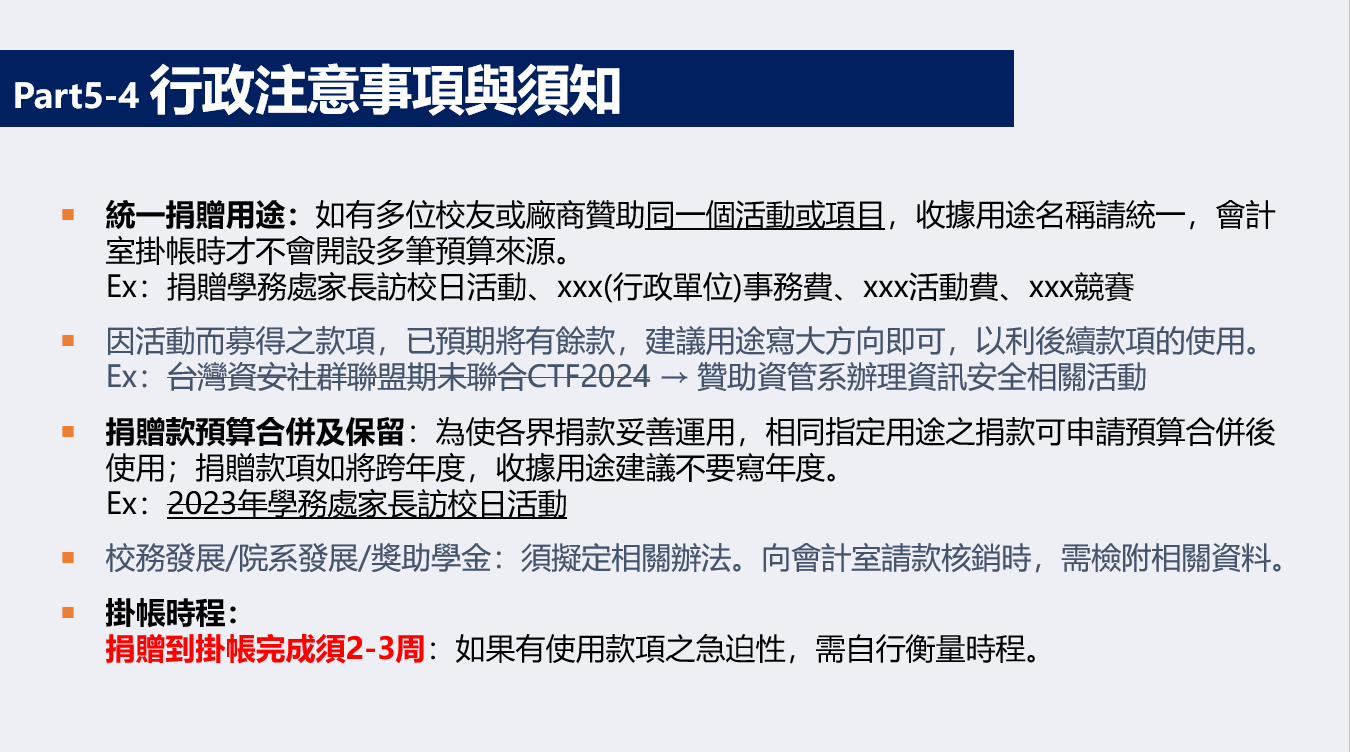 Part5-4 行政注意事項與須知
▪ 統一捐贈用途：如有多位校友或廠商贊助同一個活動或項目，收據用途名稱請統一，會計
室掛帳時才不會開設多筆預算來源。
Ex：捐贈學務處家長訪校日活動、xxx(行政單位)事務費、xxx活動費、xxx競賽
▪ 因活動而募得之款項，已預期將有餘款，建議用途寫大方向即可，以利後續款項的使用。
Ex：台灣資安社群聯盟期末聯合CTF2024 → 贊助資管系辦理資訊安全相關活動
▪ 捐贈款預算合併及保留：為使各界捐款妥善運用，相同指定用途之捐款可申請預算合併後
使用；捐贈款項如將跨年度，收據用途建議不要寫年度。
Ex：2023年學務處家長訪校日活動
▪ 校務發展/院系發展/獎助學金：須擬定相關辦法。向會計室請款核銷時，需檢附相關資料。
▪ 掛帳時程：
捐贈到掛帳完成須2-3周：如果有使用款項之急迫性，需自行衡量時程。